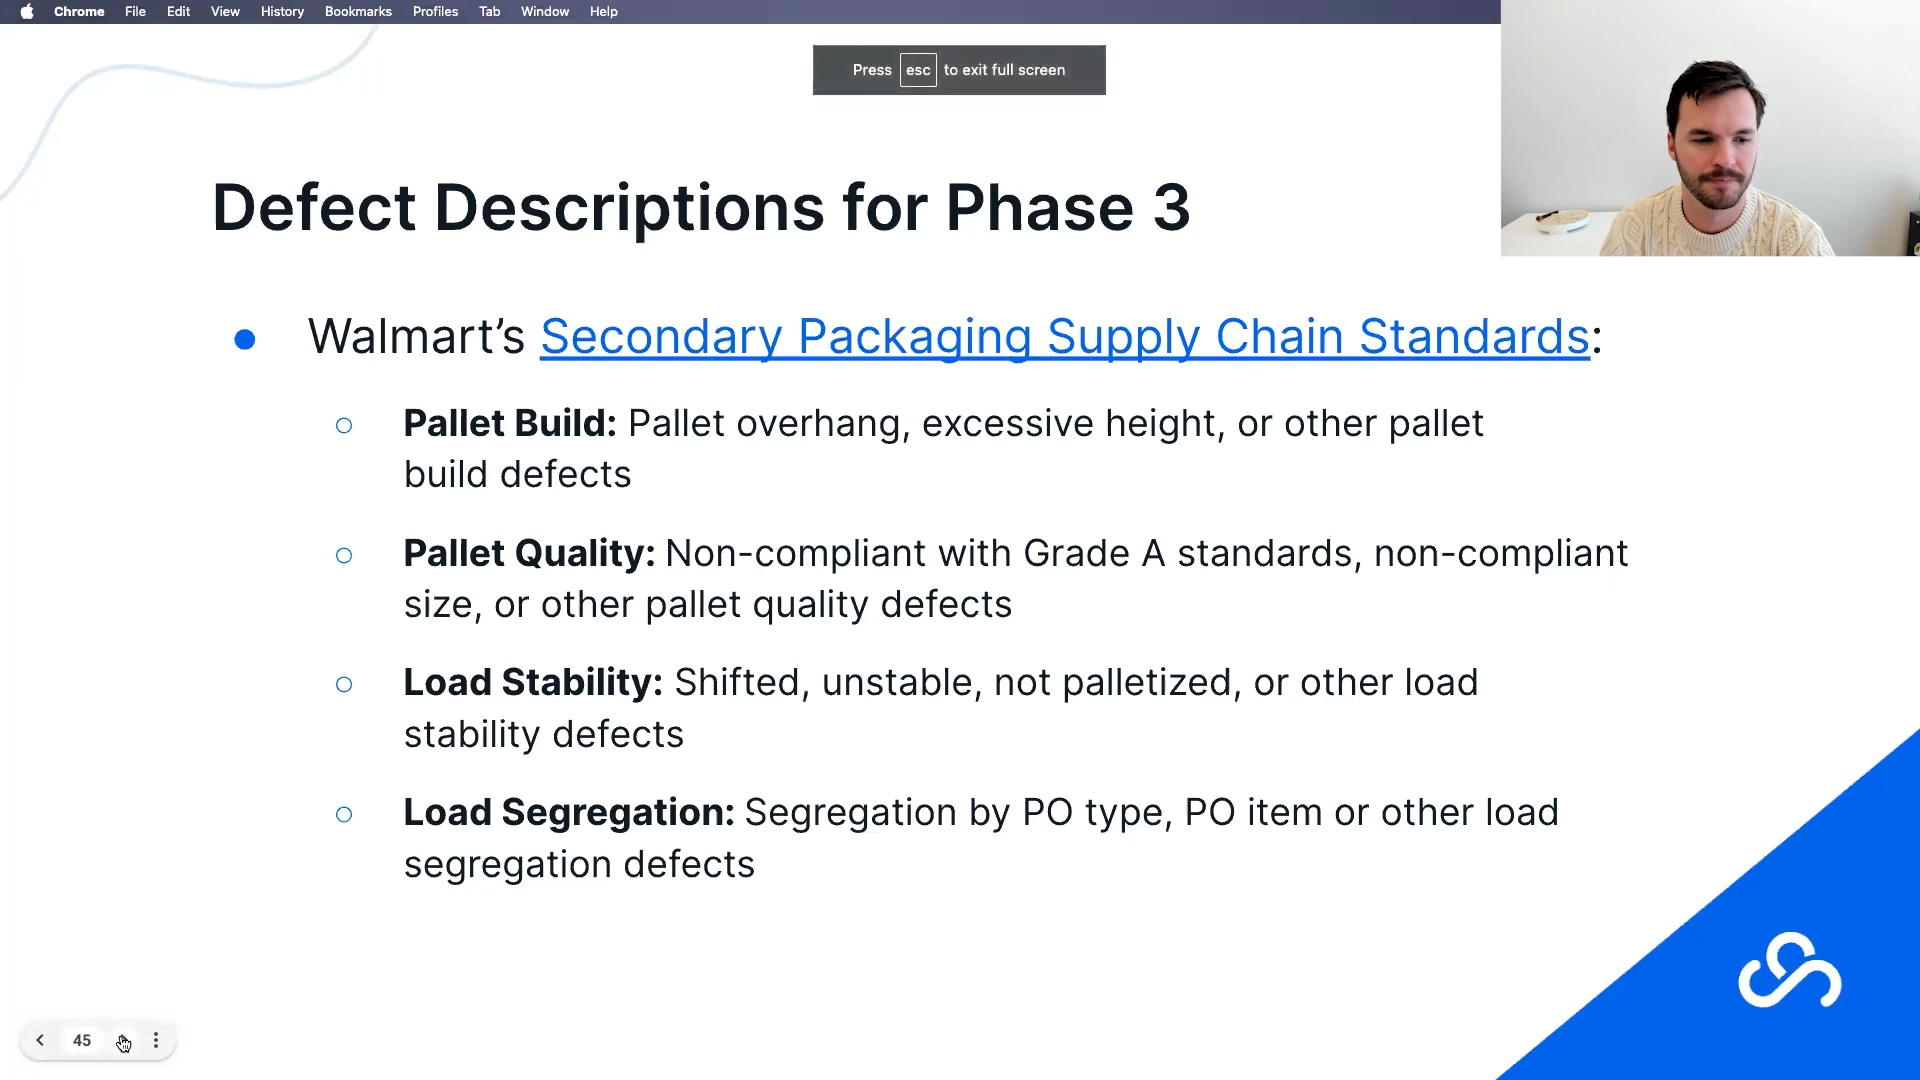 Chrome File Edit View History Bookmarks Profiles Tab Window Help
Press esc to exit full screen
Defect Descriptions for Phase 3
● Walmart’s Secondary Packaging Supply Chain Standards:
○ Pallet Build: Pallet overhang, excessive height, or other pallet
build defects
○ Pallet Quality: Non-compliant with Grade A standards, non-compliant
size, or other pallet quality defects
○ Load Stability: Shifted, unstable, not palletized, or other load
stability defects
○ Load Segregation: Segregation by PO type, PO item or other load
segregation defects
45